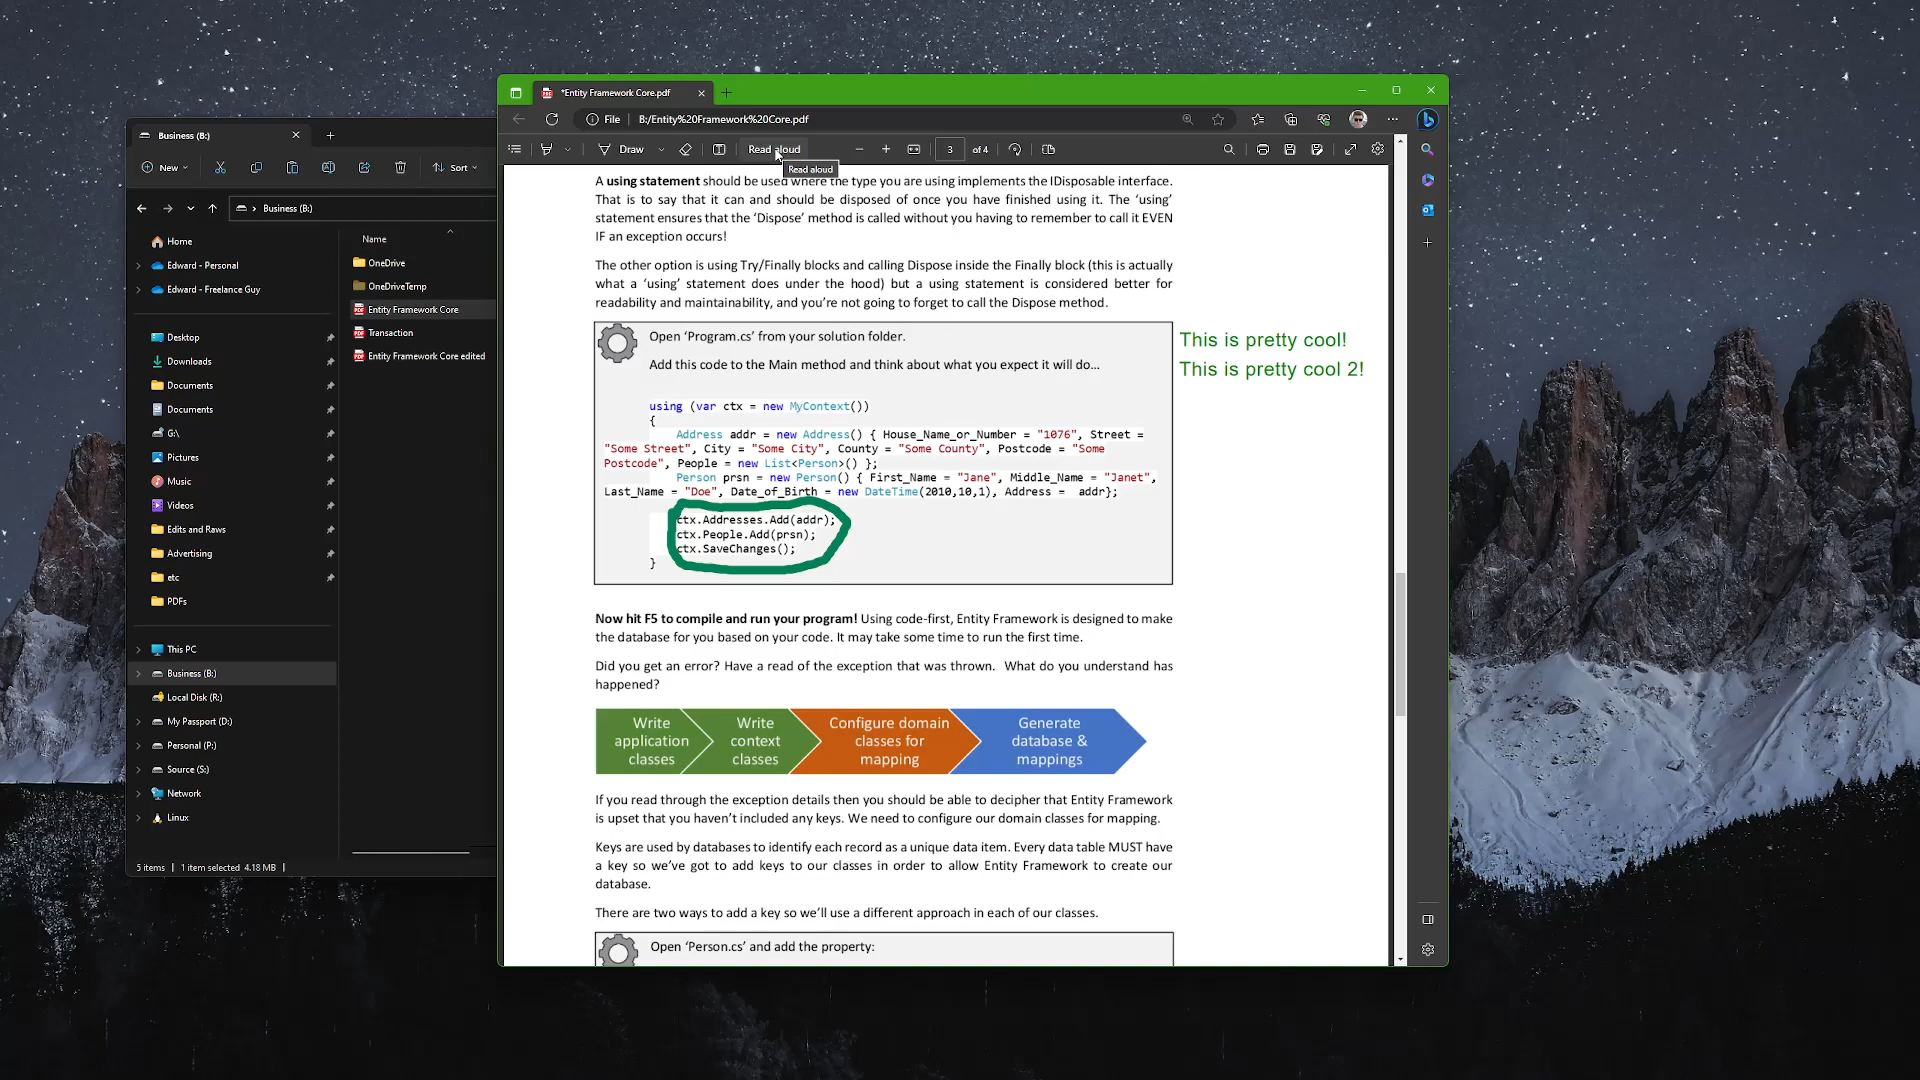 Business (B:)
New
Sort
Business (B:)
Home
Edward - Personal
Edward - Freelance Guy
Desktop
Downloads
Documents
Documents
G:\
Pictures
Music
Videos
Edits and Raws
Advertising
etc
PDFs
This PC
Business (B:)
Local Disk (R:)
My Passport (D:)
Personal (P:)
Source (S:)
Network
Linux
Name
OneDrive
OneDriveTemp
Entity Framework Core
Transaction
Entity Framework Core edited
5 items | 1 item selected 4.18 MB |
*Entity Framework Core.pdf
File | B:/Entity%20Framework%20Core.pdf
Draw
Read aloud
3 of 4
Read aloud
A using statement should be used where the type you are using implements the IDisposable interface.
That is to say that it can and should be disposed of once you have finished using it. The ‘using’
statement ensures that the ‘Dispose’ method is called without you having to remember to call it EVEN
IF an exception occurs!
The other option is using Try/Finally blocks and calling Dispose inside the Finally block (this is actually
what a ‘using’ statement does under the hood) but a using statement is considered better for
readability and maintainability, and you’re not going to forget to call the Dispose method.
Open ‘Program.cs’ from your solution folder.
Add this code to the Main method and think about what you expect it will do…
using (var ctx = new MyContext())
{
Address addr = new Address() { House_Name_or_Number = "1076", Street =
"Some Street", City = "Some City", County = "Some County", Postcode = "Some
Postcode", People = new List<Person>() };
Person prsn = new Person() { First_Name = "Jane", Middle_Name = "Janet",
Last_Name = "Doe", Date_of_Birth = new DateTime(2010,10,1), Address = addr};
ctx.Addresses.Add(addr);
ctx.People.Add(prsn);
ctx.SaveChanges();
}
This is pretty cool!
This is pretty cool 2!
Now hit F5 to compile and run your program! Using code-first, Entity Framework is designed to make
the database for you based on your code. It may take some time to run the first time.
Did you get an error? Have a read of the exception that was thrown. What do you understand has
happened?
Write
application
classes
Write
context
classes
Configure domain
classes for
mapping
Generate
database &
mappings
If you read through the exception details then you should be able to decipher that Entity Framework
is upset that you haven’t included any keys. We need to configure our domain classes for mapping.
Keys are used by databases to identify each record as a unique data item. Every data table MUST have
a key so we’ve got to add keys to our classes in order to allow Entity Framework to create our
database.
There are two ways to add a key so we’ll use a different approach in each of our classes.
Open ‘Person.cs’ and add the property: